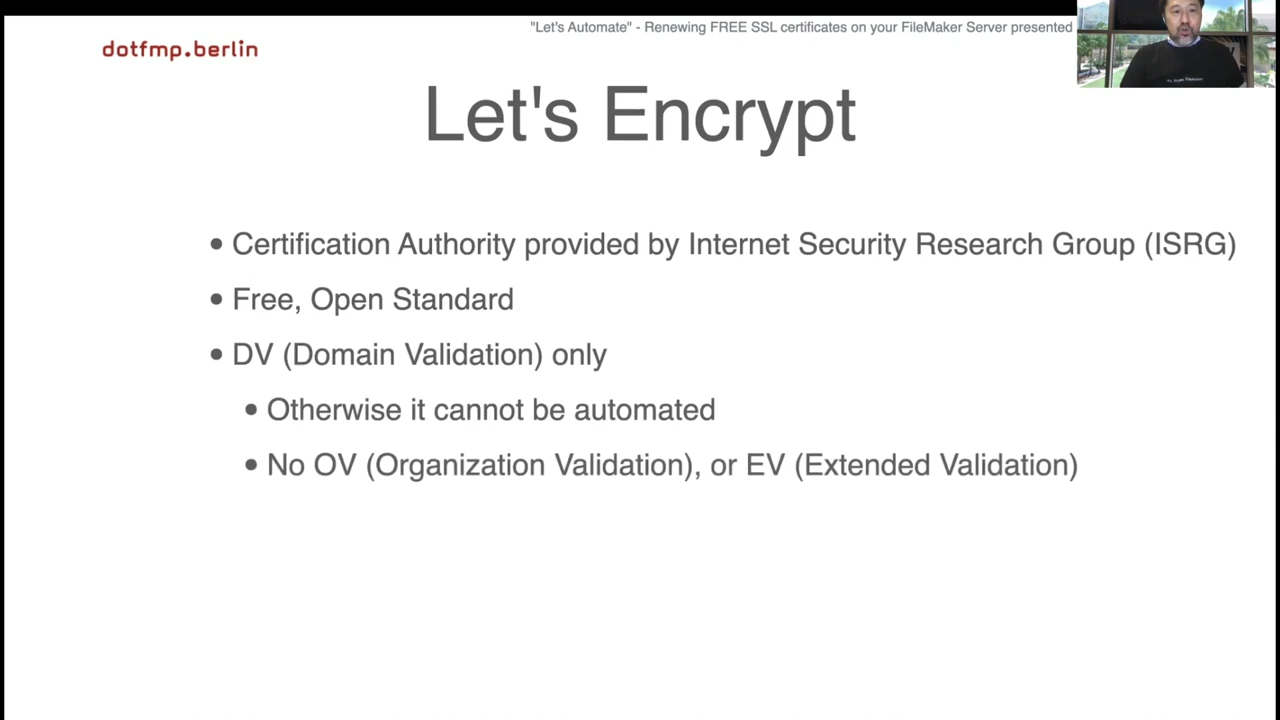 "Let's Automate" - Renewing FREE SSL certificates on your FileMaker Server presented
dotfmp.berlin
Let's Encrypt
• Certification Authority provided by Internet Security Research Group (ISRG)
• Free, Open Standard
• DV (Domain Validation) only
• Otherwise it cannot be automated
• No OV (Organization Validation), or EV (Extended Validation)